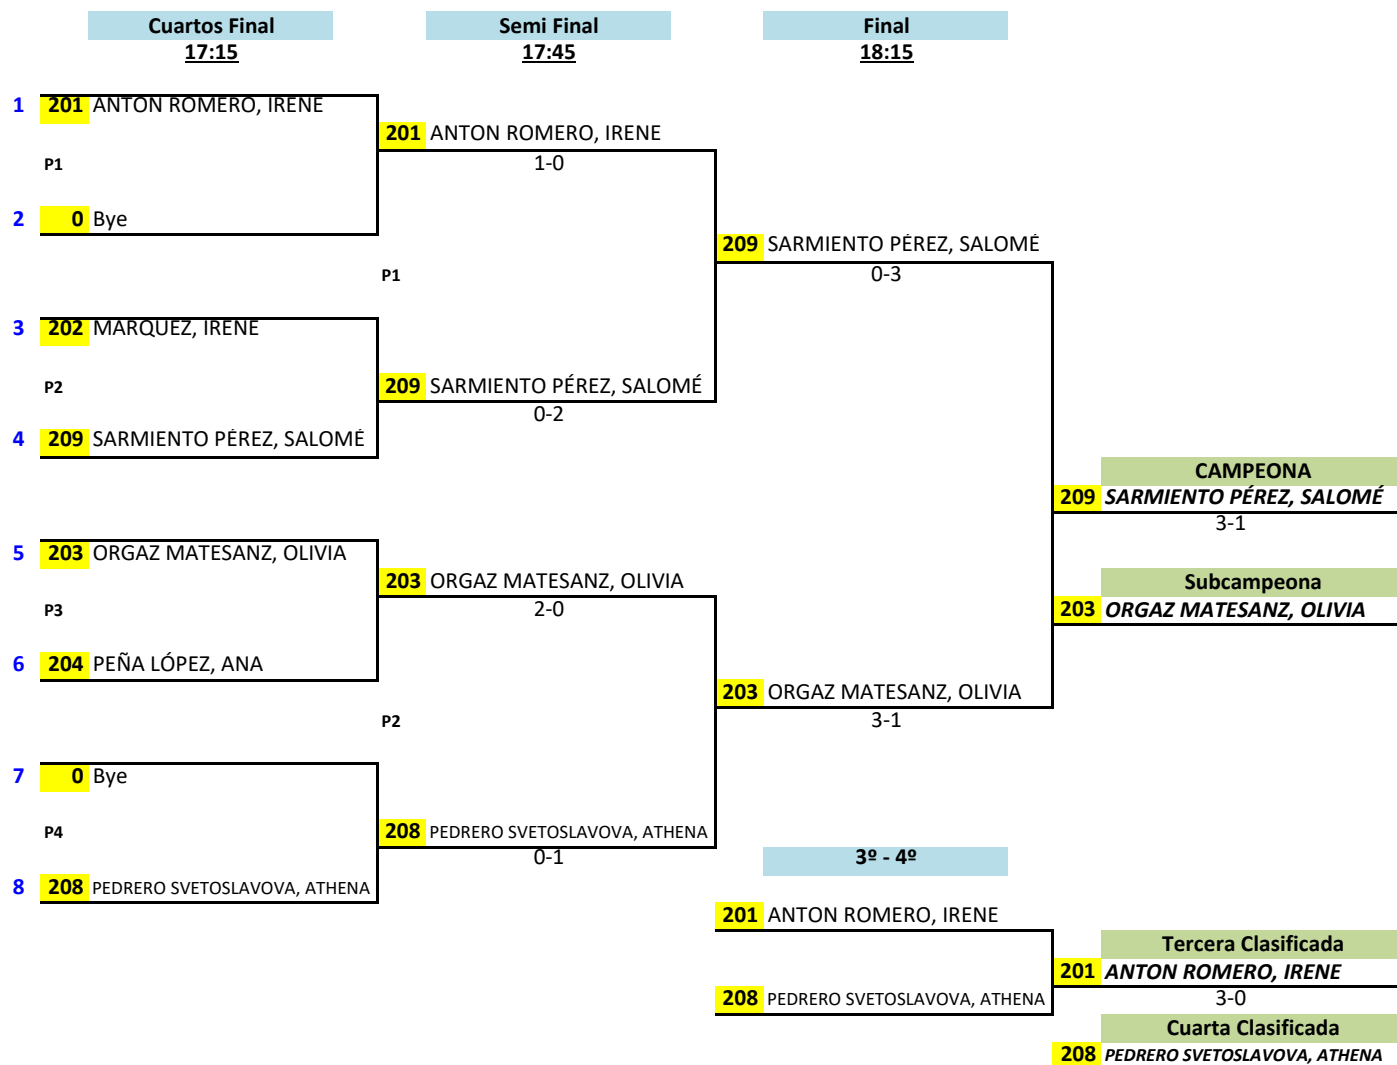 Cuartos Final Semi Final Final
17:15 17:45 18:15
1 201 ANTON ROMERO, IRENE
201 ANTON ROMERO, IRENE
P1 1-0
2 0 Bye
209 SARMIENTO PÉREZ, SALOMÉ
P1 0-3
3 202 MARQUEZ, IRENE
P2 209 SARMIENTO PÉREZ, SALOMÉ
0-2
4 209 SARMIENTO PÉREZ, SALOMÉ
CAMPEONA
209 SARMIENTO PÉREZ, SALOMÉ
3-1
5 203 ORGAZ MATESANZ, OLIVIA
203 ORGAZ MATESANZ, OLIVIA Subcampeona
P3 2-0 203 ORGAZ MATESANZ, OLIVIA
6 204 PEÑA LÓPEZ, ANA
203 ORGAZ MATESANZ, OLIVIA
P2 3-1
7 0 Bye
P4 208 PEDRERO SVETOSLAVOVA, ATHENA
0-1 3º - 4º
8 208 PEDRERO SVETOSLAVOVA, ATHENA
201 ANTON ROMERO, IRENE
Tercera Clasificada
201 ANTON ROMERO, IRENE
208 PEDRERO SVETOSLAVOVA, ATHENA 3-0
Cuarta Clasificada
208 PEDRERO SVETOSLAVOVA, ATHENA